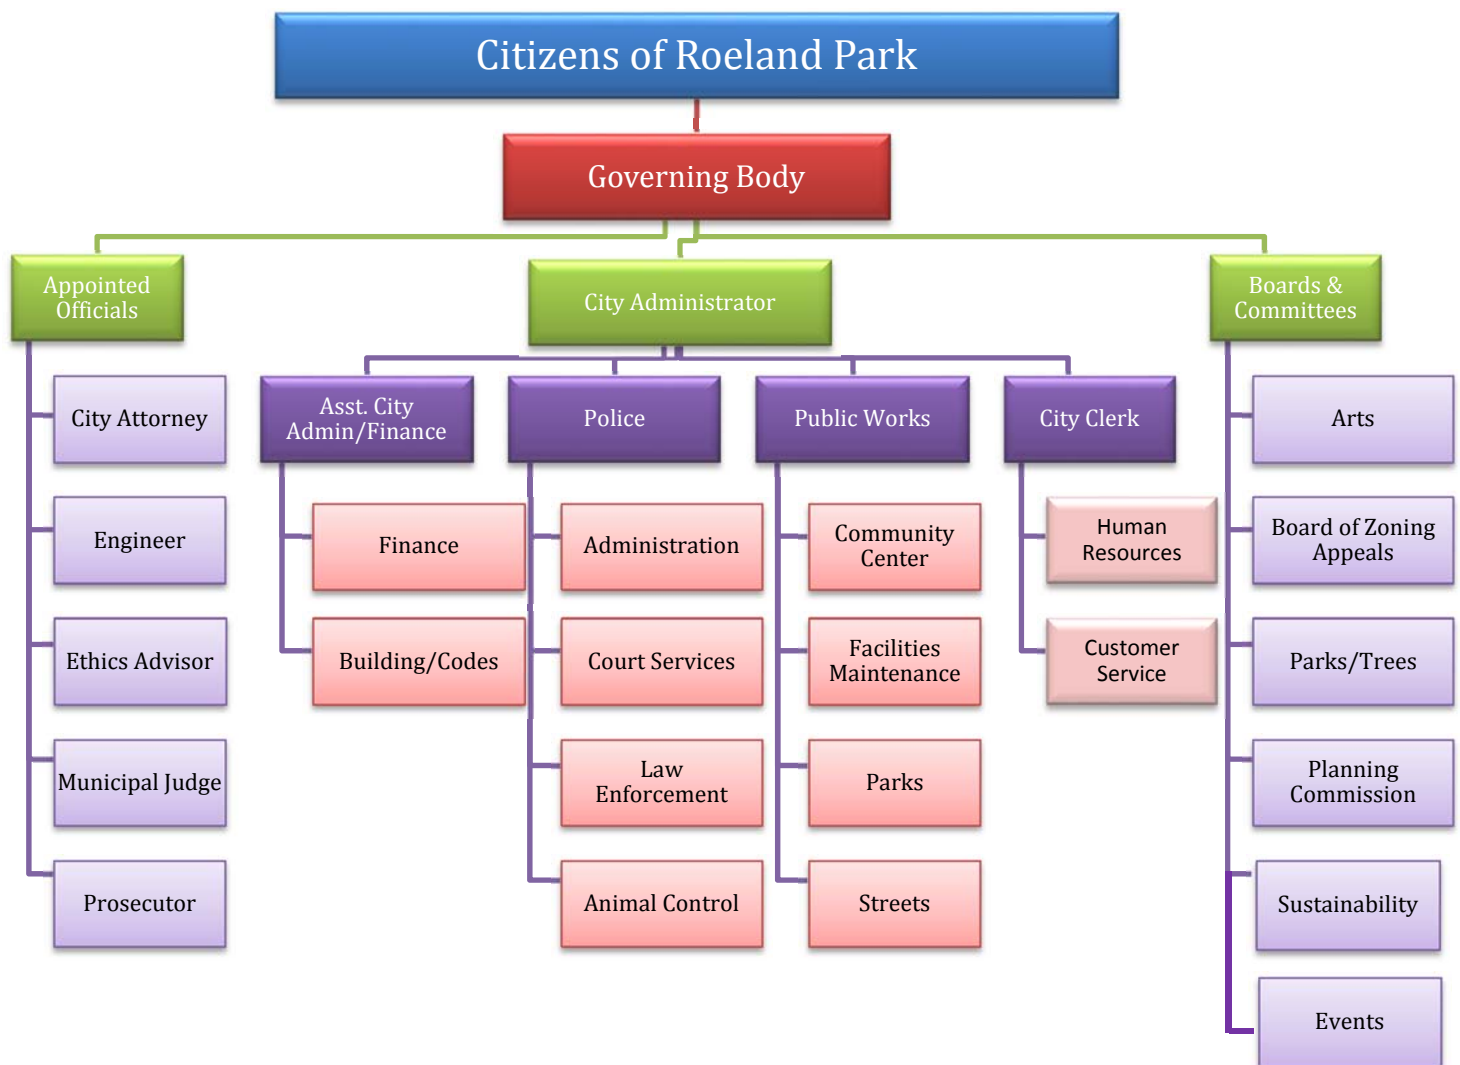 Citizens of Roeland Park
Governing Body
Appointed
Officials
City Administrator
Boards &
Committees
Asst. City
Admin/Finance
Police
Public Works
City Clerk
City Attorney
Engineer
Ethics Advisor
Municipal Judge
Prosecutor
Finance
Building/Codes
Administration
Court Services
Law
Enforcement
Animal Control
Community
Center
Facilities
Maintenance
Parks
Streets
Human
Resources
Customer
Service
Arts
Board of Zoning
Appeals
Parks/Trees
Planning
Commission
Sustainability
Events